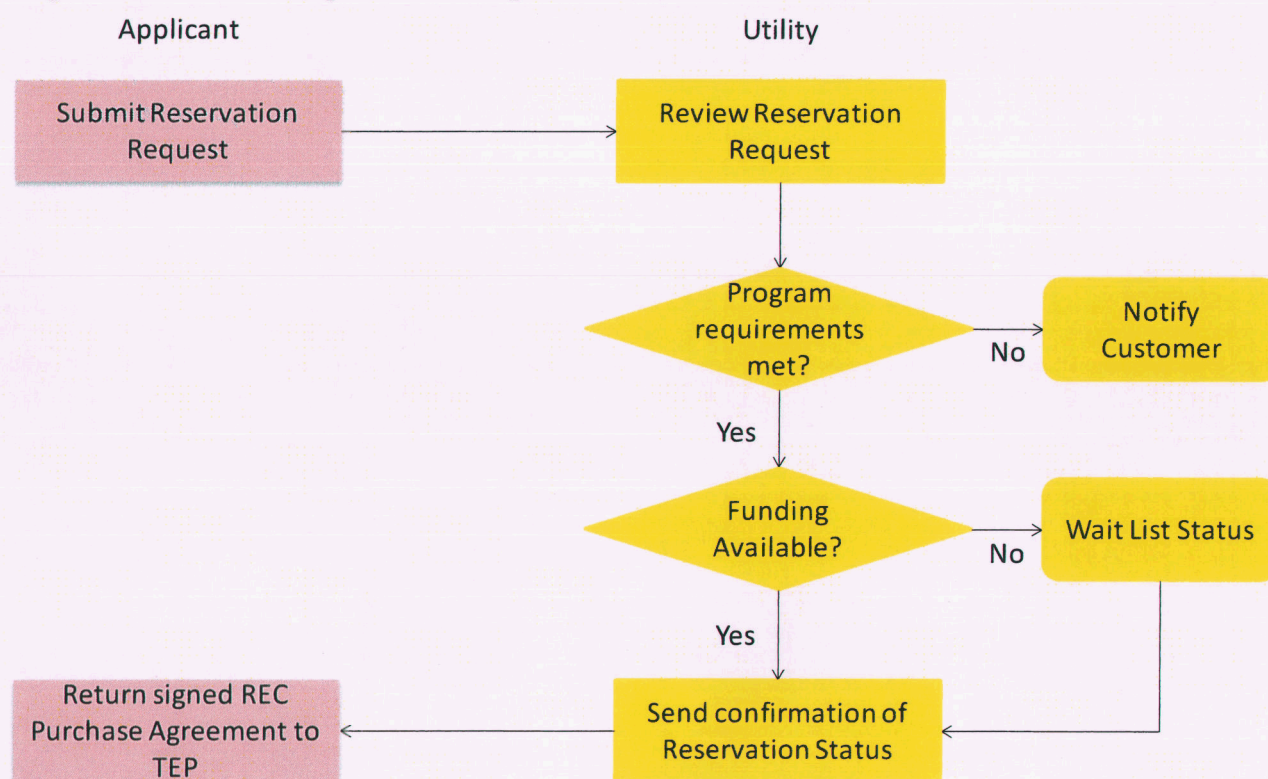 Applicant
Utility
Submit Reservation
Request
Review Reservation
Request
Program
requirements
met?
No
Notify
Customer
Yes
Funding
Available?
No
Wait List Status
Yes
Return signed REC
Purchase Agreement to
TEP
Send confirmation of
Reservation Status